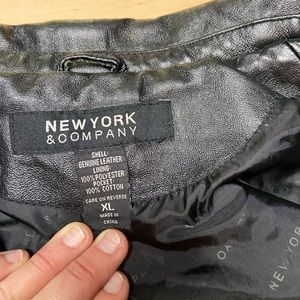 NEW YORK
& COMPANY
SHELL:
GENUINE LEATHER
LINING:
100% POLYESTER
POCKET:
100% COTTON
CARE ON REVERSE
XL
MADE IN
CHINA